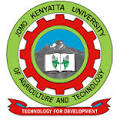 JOMO KENYATTA UNIVERSITY
OF AGRICULTURE AND TECHNOLOGY
TECHNOLOGY FOR DEVELOPMENT